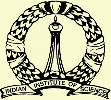 INDIAN INSTITUTE OF SCIENCE